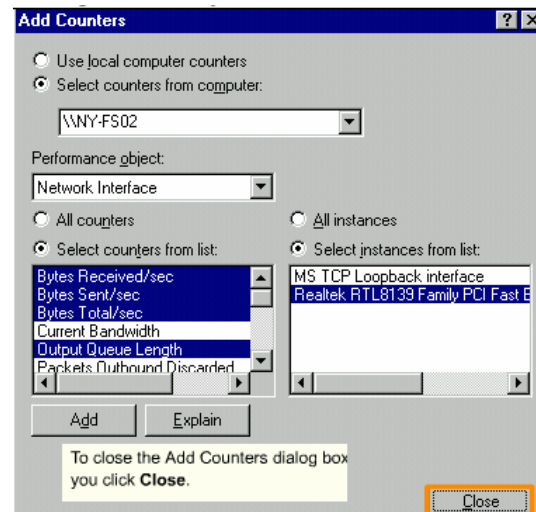 Add Counters
Use local computer counters
Select counters from computer:
\\NY-FS02
Performance object:
Network Interface
All counters
All instances
Select counters from list:
Select instances from list:
Bytes Received/sec
Bytes Sent/sec
Bytes Total/sec
Current Bandwidth
Output Queue Length
Packets Outbound Discarded
MS TCP Loopback interface
Realtek RTL8139 Family PCI Fast E
Add
Explain
To close the Add Counters dialog box
you click Close.
Close